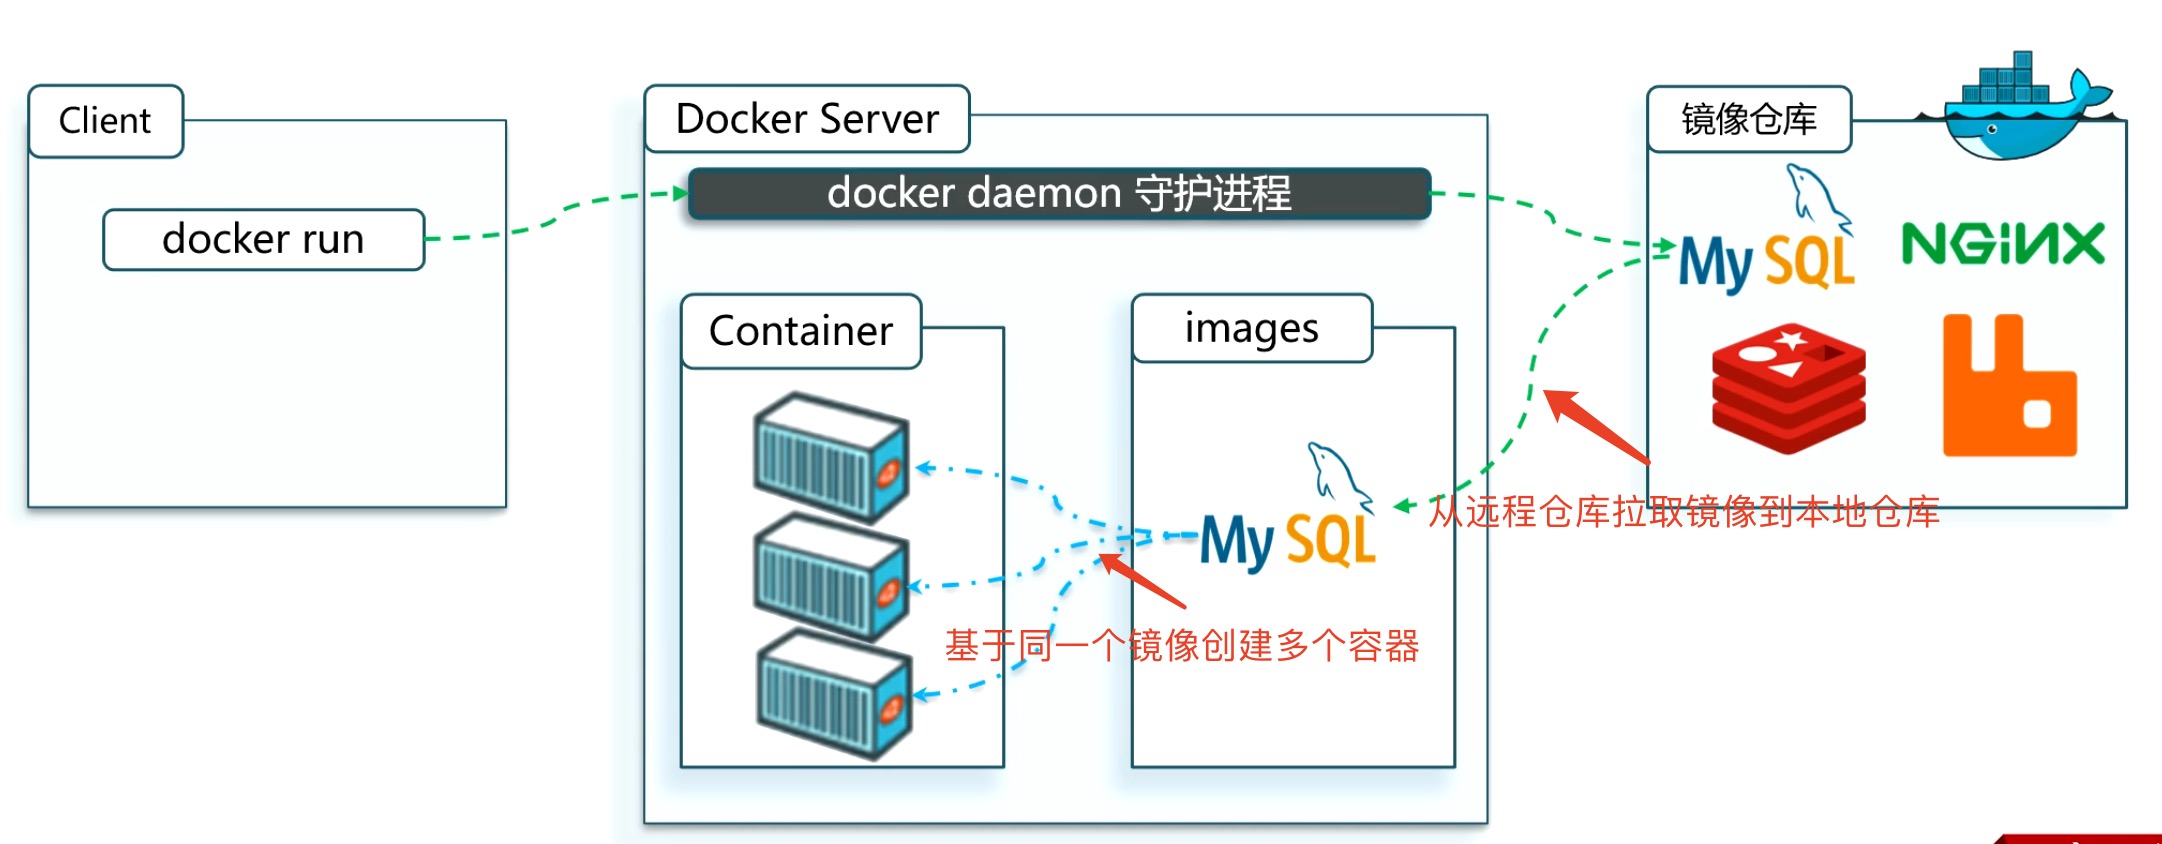 Client
docker run
Docker Server
docker daemon 守护进程
Container
images
MySQL
基于同一个镜像创建多个容器
镜像仓库
MySQL
NGINX
从远程仓库拉取镜像到本地仓库